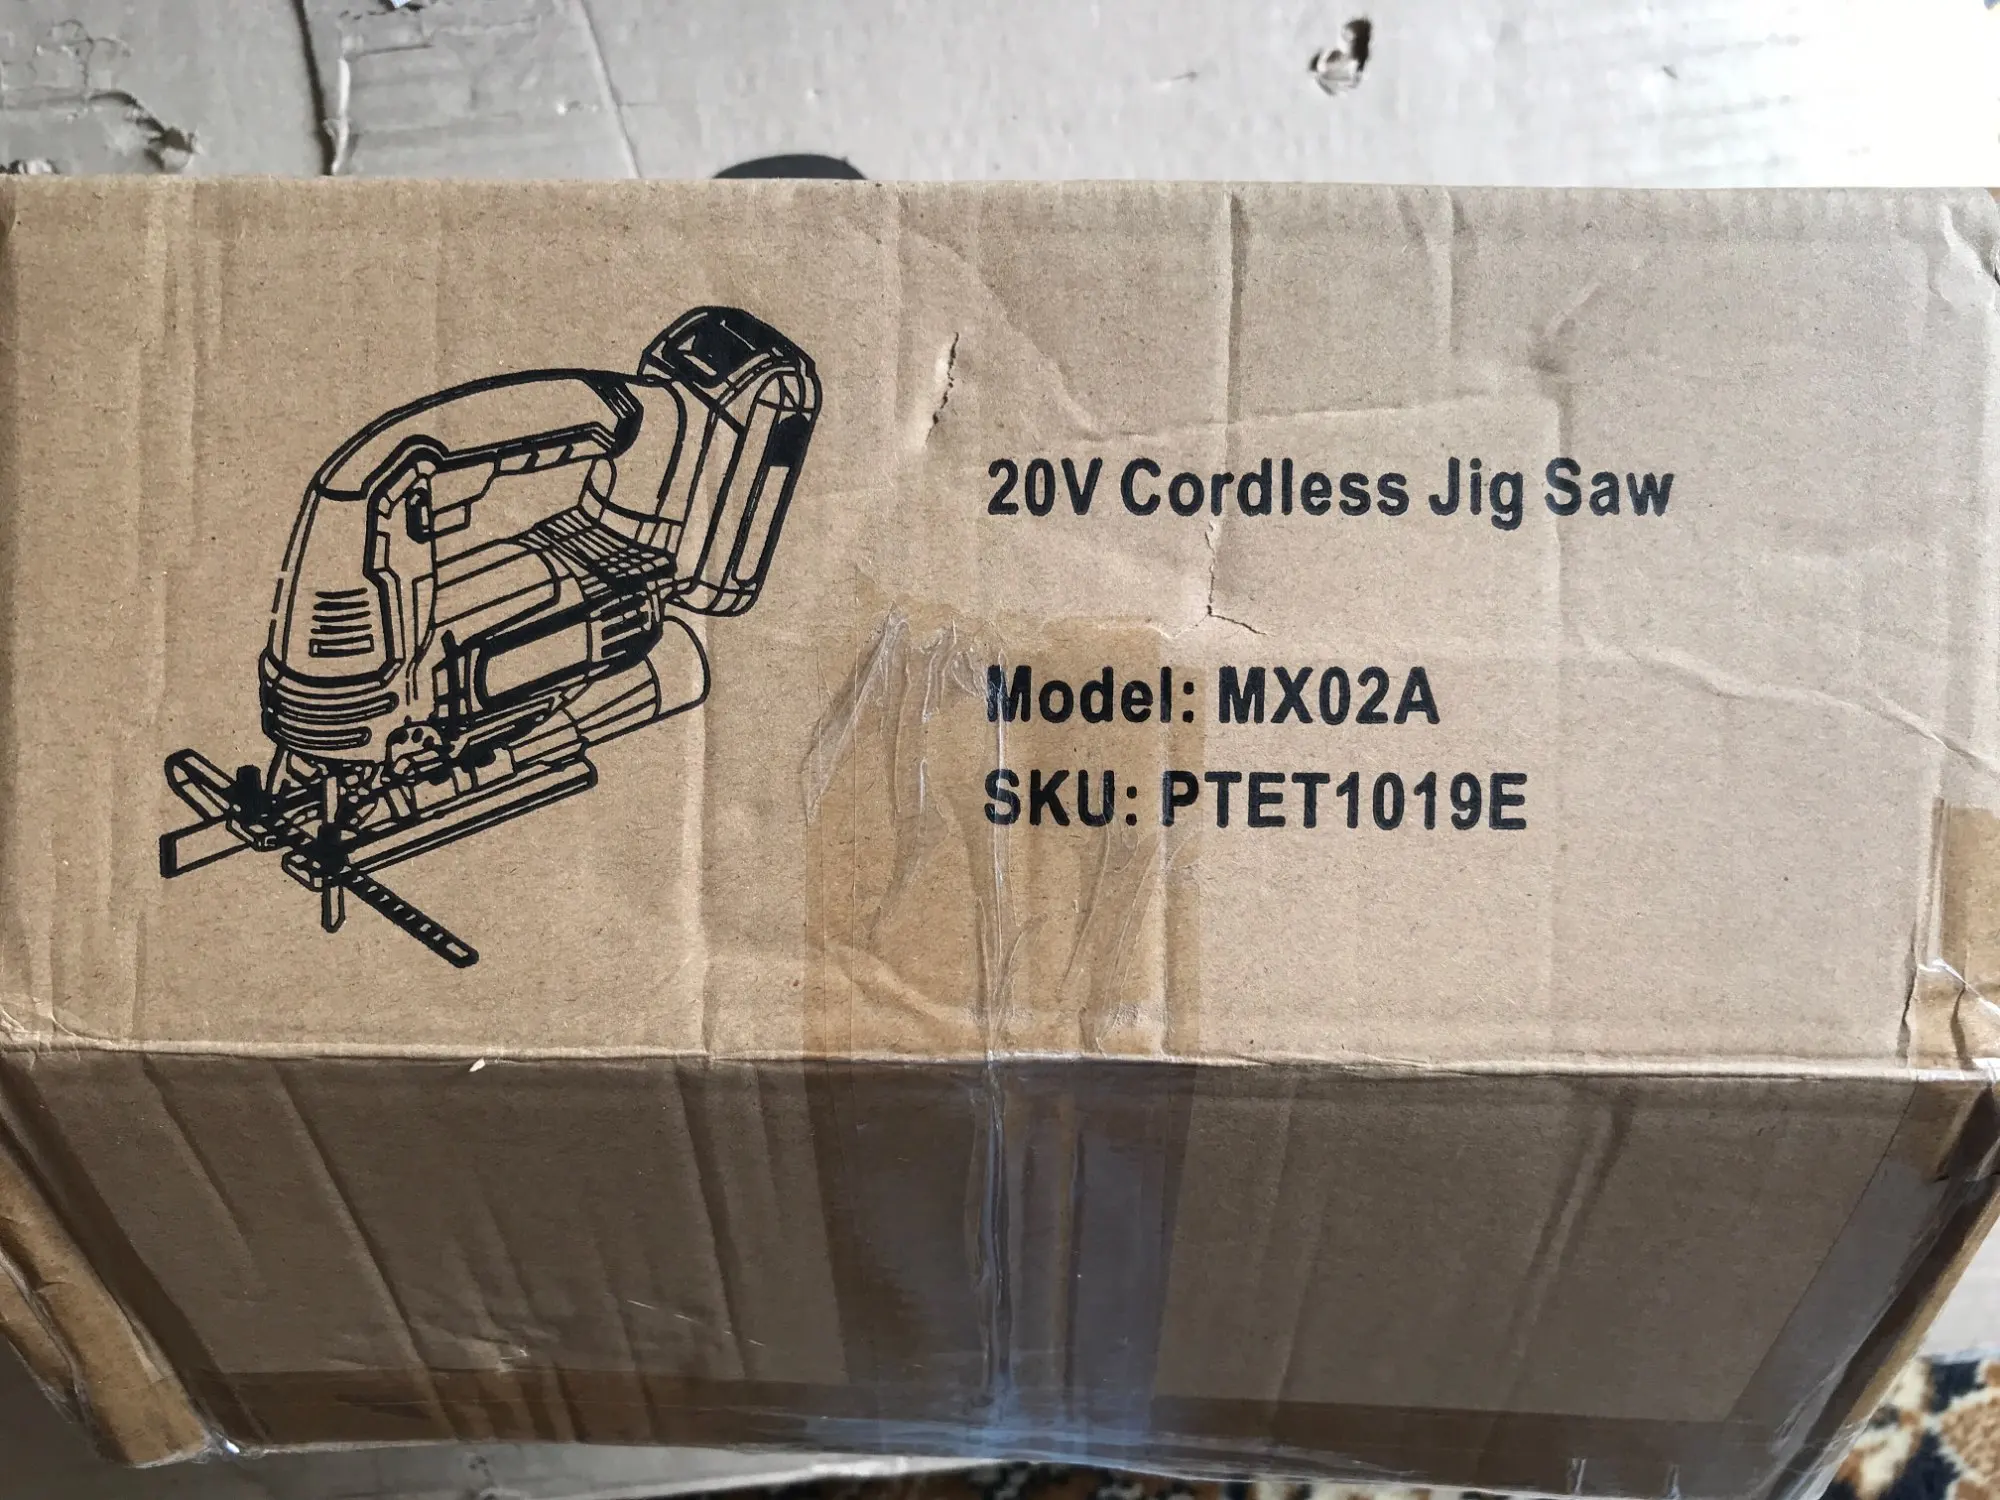 20V Cordless Jig Saw
Model: MX02A
SKU: PTET1019E